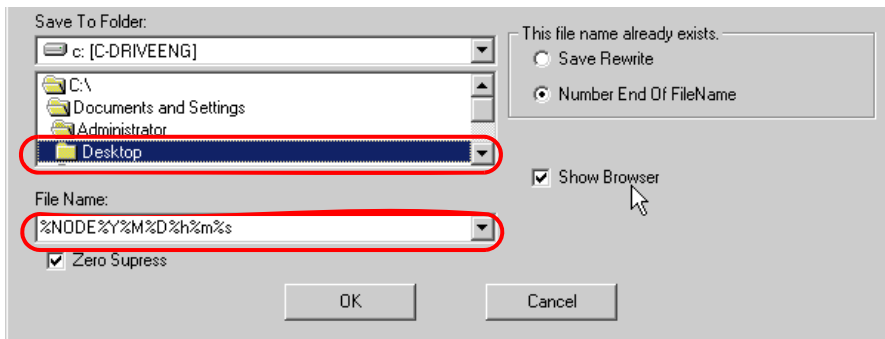 Save To Folder:
c: [C-DRIVEENG]
C:\
Documents and Settings
Administrator
Desktop
File Name:
%NODE%Y%M%D%h%m%s
Zero Supress
This file name already exists.
Save Rewrite
Number End Of FileName
Show Browser
OK
Cancel